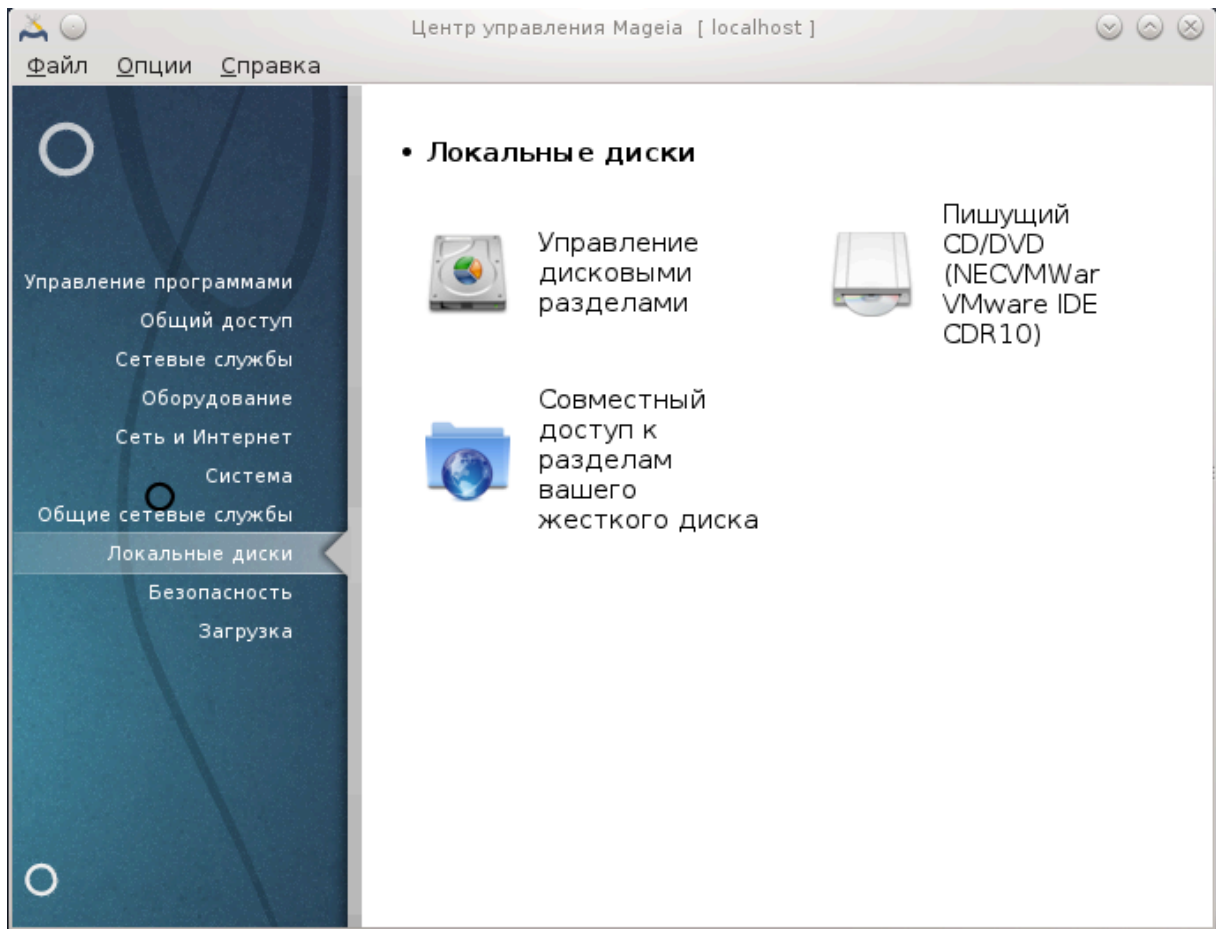 Центр управления Mageia [ localhost ]
Файл Опции Справка
Управление программами
Общий доступ
Сетевые службы
Оборудование
Сеть и Интернет
Система
Общие сетевые службы
Локальные диски
Безопасность
Загрузка
• Локальные диски
Управление
дисковыми
разделами
Пишущий
CD/DVD
(NECVMWar
VMware IDE
CDR10)
Совместный
доступ к
разделам
вашего
жесткого диска